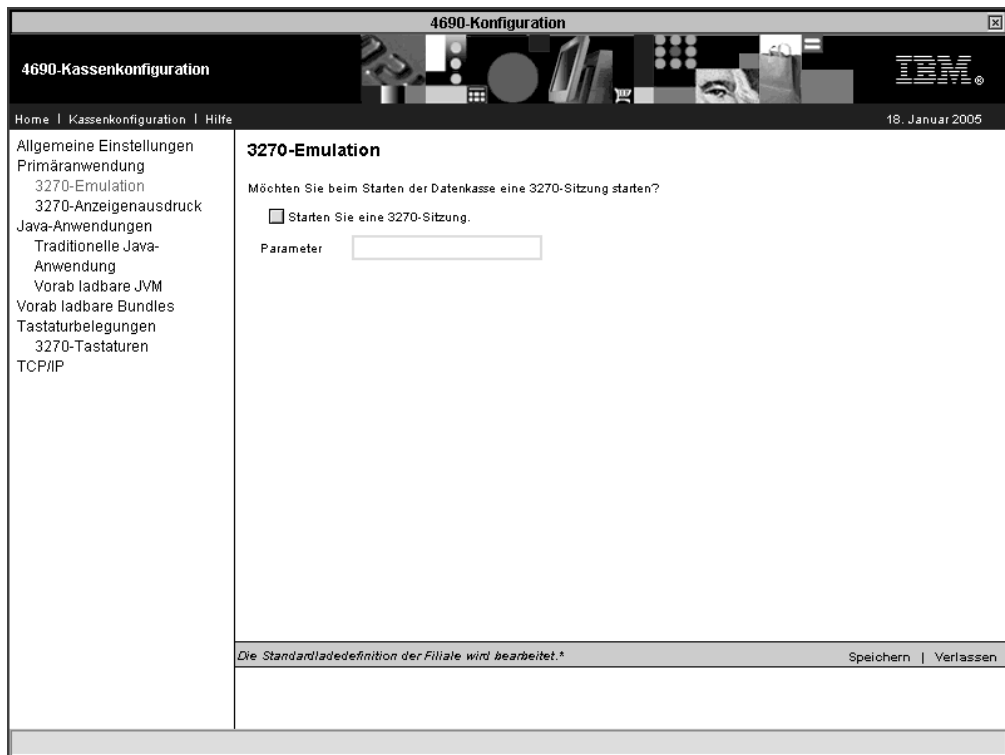 4690-Konfiguration
4690-Kassenkonfiguration
IBM®
Home | Kassenkonfiguration | Hilfe
18. Januar 2005
Allgemeine Einstellungen
Primäranwendung
3270-Emulation
3270-Anzeigenausdruck
Java-Anwendungen
Traditionelle Java-
Anwendung
Vorab ladbare JVM
Vorab ladbare Bundles
Tastaturbelegungen
3270-Tastaturen
TCP/IP
3270-Emulation
Möchten Sie beim Starten der Datenkasse eine 3270-Sitzung starten?
Starten Sie eine 3270-Sitzung.
Parameter
Die Standardladedefinition der Filiale wird bearbeitet.*
Speichern | Verlassen